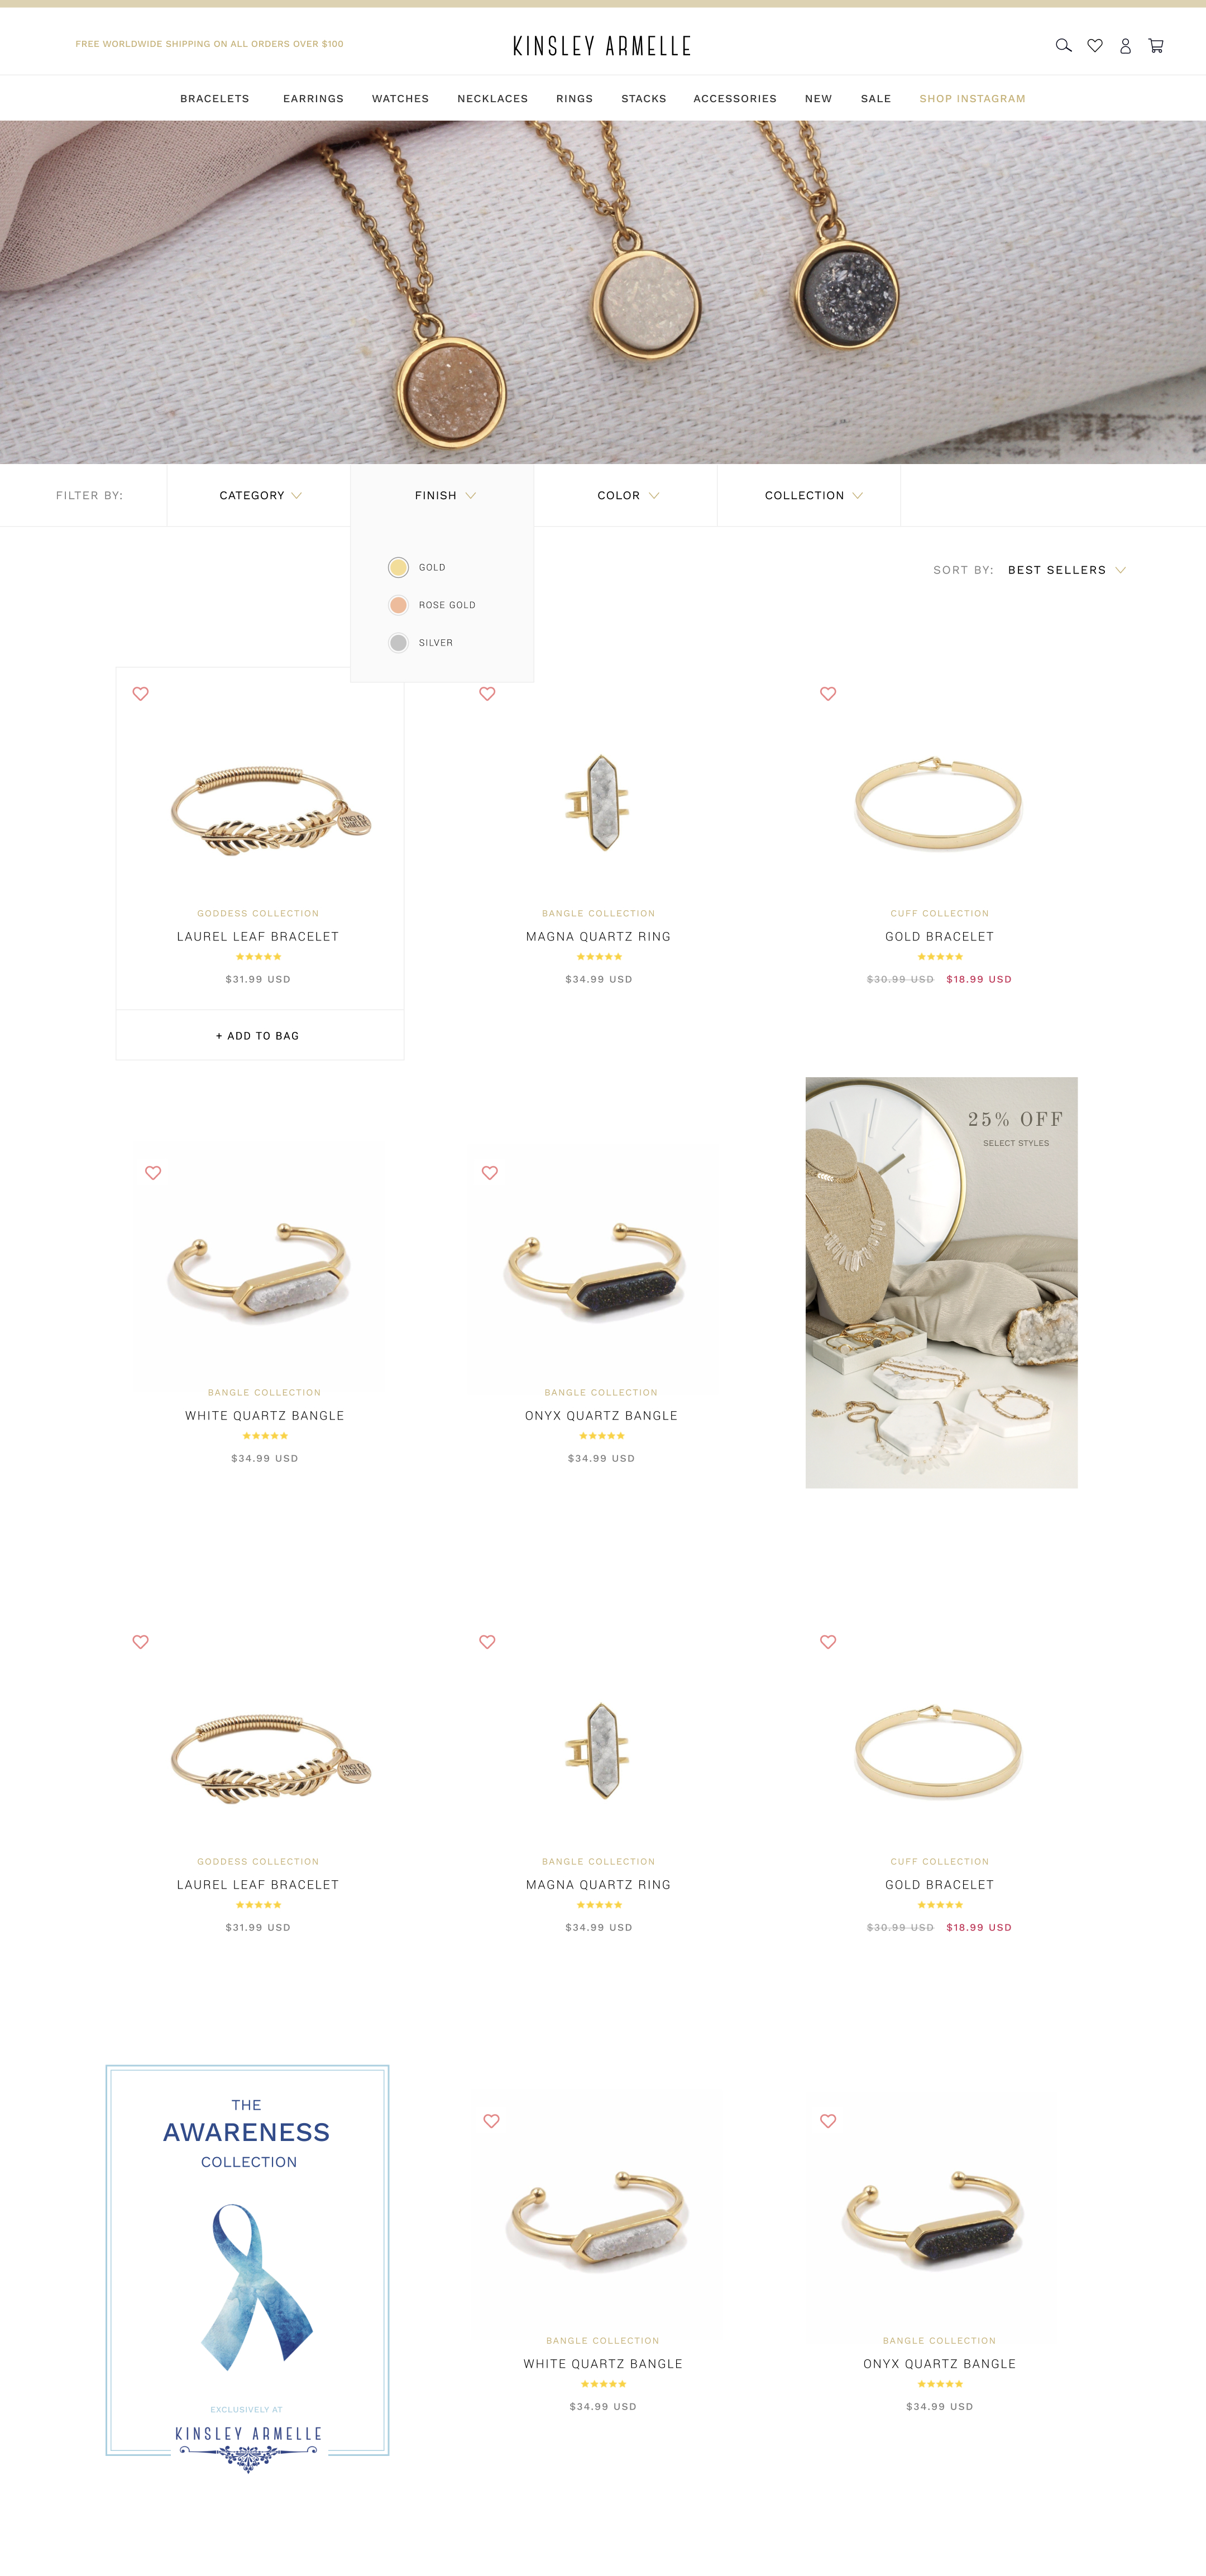 FREE WORLDWIDE SHIPPING ON ALL ORDERS OVER $100
KINSLEY ARMELLE
BRACELETS EARRINGS WATCHES NECKLACES RINGS STACKS ACCESSORIES NEW SALE SHOP INSTAGRAM
FILTER BY: CATEGORY FINISH COLOR COLLECTION
GOLD
ROSE GOLD
SILVER
SORT BY: BEST SELLERS
GODDESS COLLECTION
LAUREL LEAF BRACELET
$31.99 USD
+ ADD TO BAG
BANGLE COLLECTION
MAGNA QUARTZ RING
$34.99 USD
CUFF COLLECTION
GOLD BRACELET
$30.99 USD $18.99 USD
BANGLE COLLECTION
WHITE QUARTZ BANGLE
$34.99 USD
BANGLE COLLECTION
ONYX QUARTZ BANGLE
$34.99 USD
25% OFF
SELECT STYLES
GODDESS COLLECTION
LAUREL LEAF BRACELET
$31.99 USD
BANGLE COLLECTION
MAGNA QUARTZ RING
$34.99 USD
CUFF COLLECTION
GOLD BRACELET
$30.99 USD $18.99 USD
THE
AWARENESS
COLLECTION
EXCLUSIVELY AT
KINSLEY ARMELLE
BANGLE COLLECTION
WHITE QUARTZ BANGLE
$34.99 USD
BANGLE COLLECTION
ONYX QUARTZ BANGLE
$34.99 USD